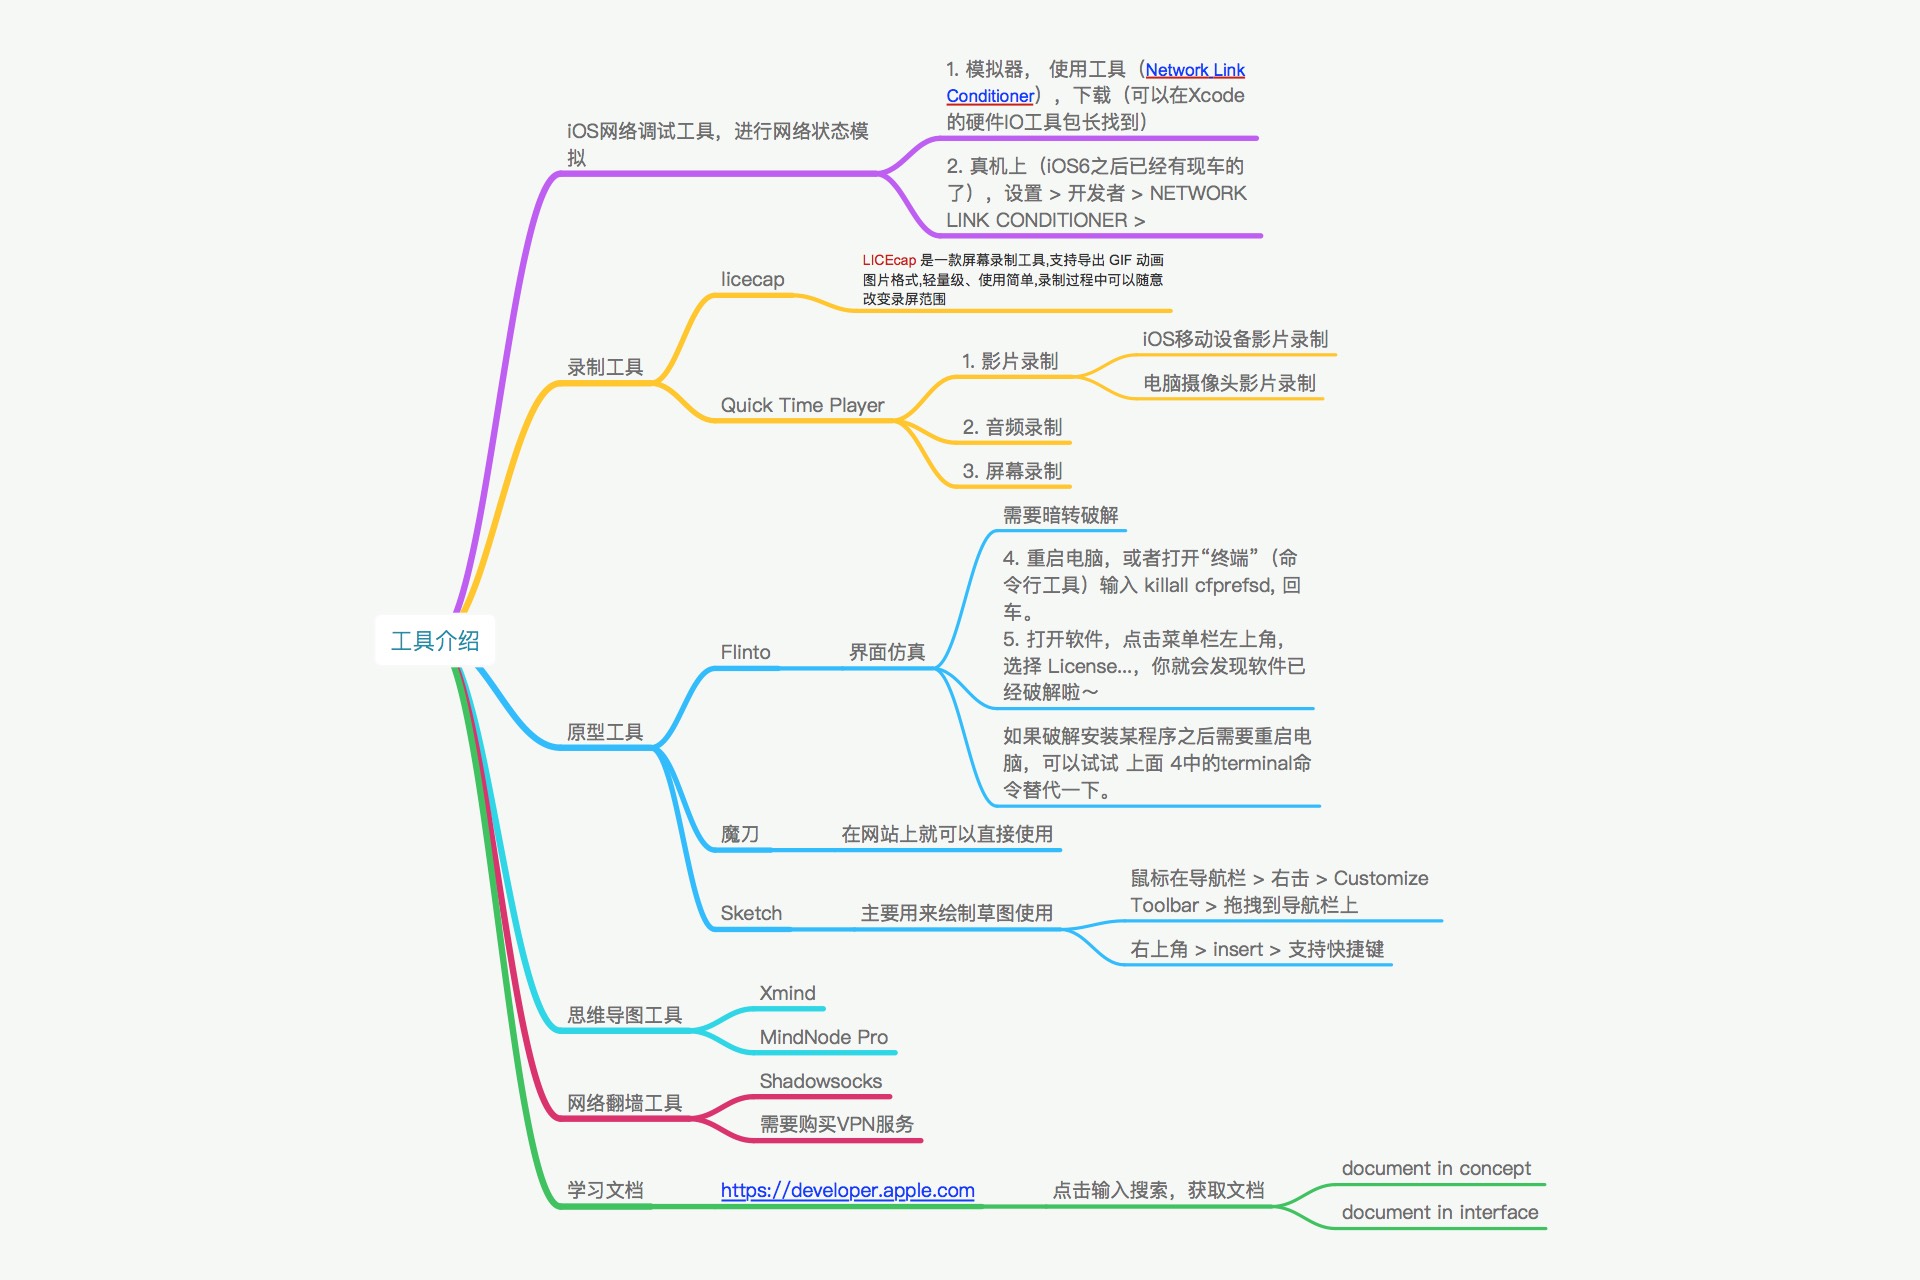 工具介绍
iOS网络调试工具，进行网络状态模
拟
1. 模拟器， 使用工具（Network Link
Conditioner），下载（可以在Xcode
的硬件IO工具包长找到）
2. 真机上（iOS6之后已经有现车的
了），设置 > 开发者 > NETWORK
LINK CONDITIONER >
录制工具
licecap
LICEcap 是一款屏幕录制工具,支持导出 GIF 动画
图片格式,轻量级、使用简单,录制过程中可以随意
改变录屏范围
Quick Time Player
1. 影片录制
iOS移动设备影片录制
电脑摄像头影片录制
2. 音频录制
3. 屏幕录制
原型工具
Flinto
界面仿真
需要暗转破解
4. 重启电脑，或者打开“终端”（命
令行工具）输入 killall cfprefsd, 回
车。
5. 打开软件，点击菜单栏左上角，
选择 License...，你就会发现软件已
经破解啦～
如果破解安装某程序之后需要重启电
脑，可以试试 上面 4中的terminal命
令替代一下。
魔刀
在网站上就可以直接使用
Sketch
主要用来绘制草图使用
鼠标在导航栏 > 右击 > Customize
Toolbar > 拖拽到导航栏上
右上角 > insert > 支持快捷键
思维导图工具
Xmind
MindNode Pro
网络翻墙工具
Shadowsocks
需要购买VPN服务
学习文档
https://developer.apple.com
点击输入搜索，获取文档
document in concept
document in interface